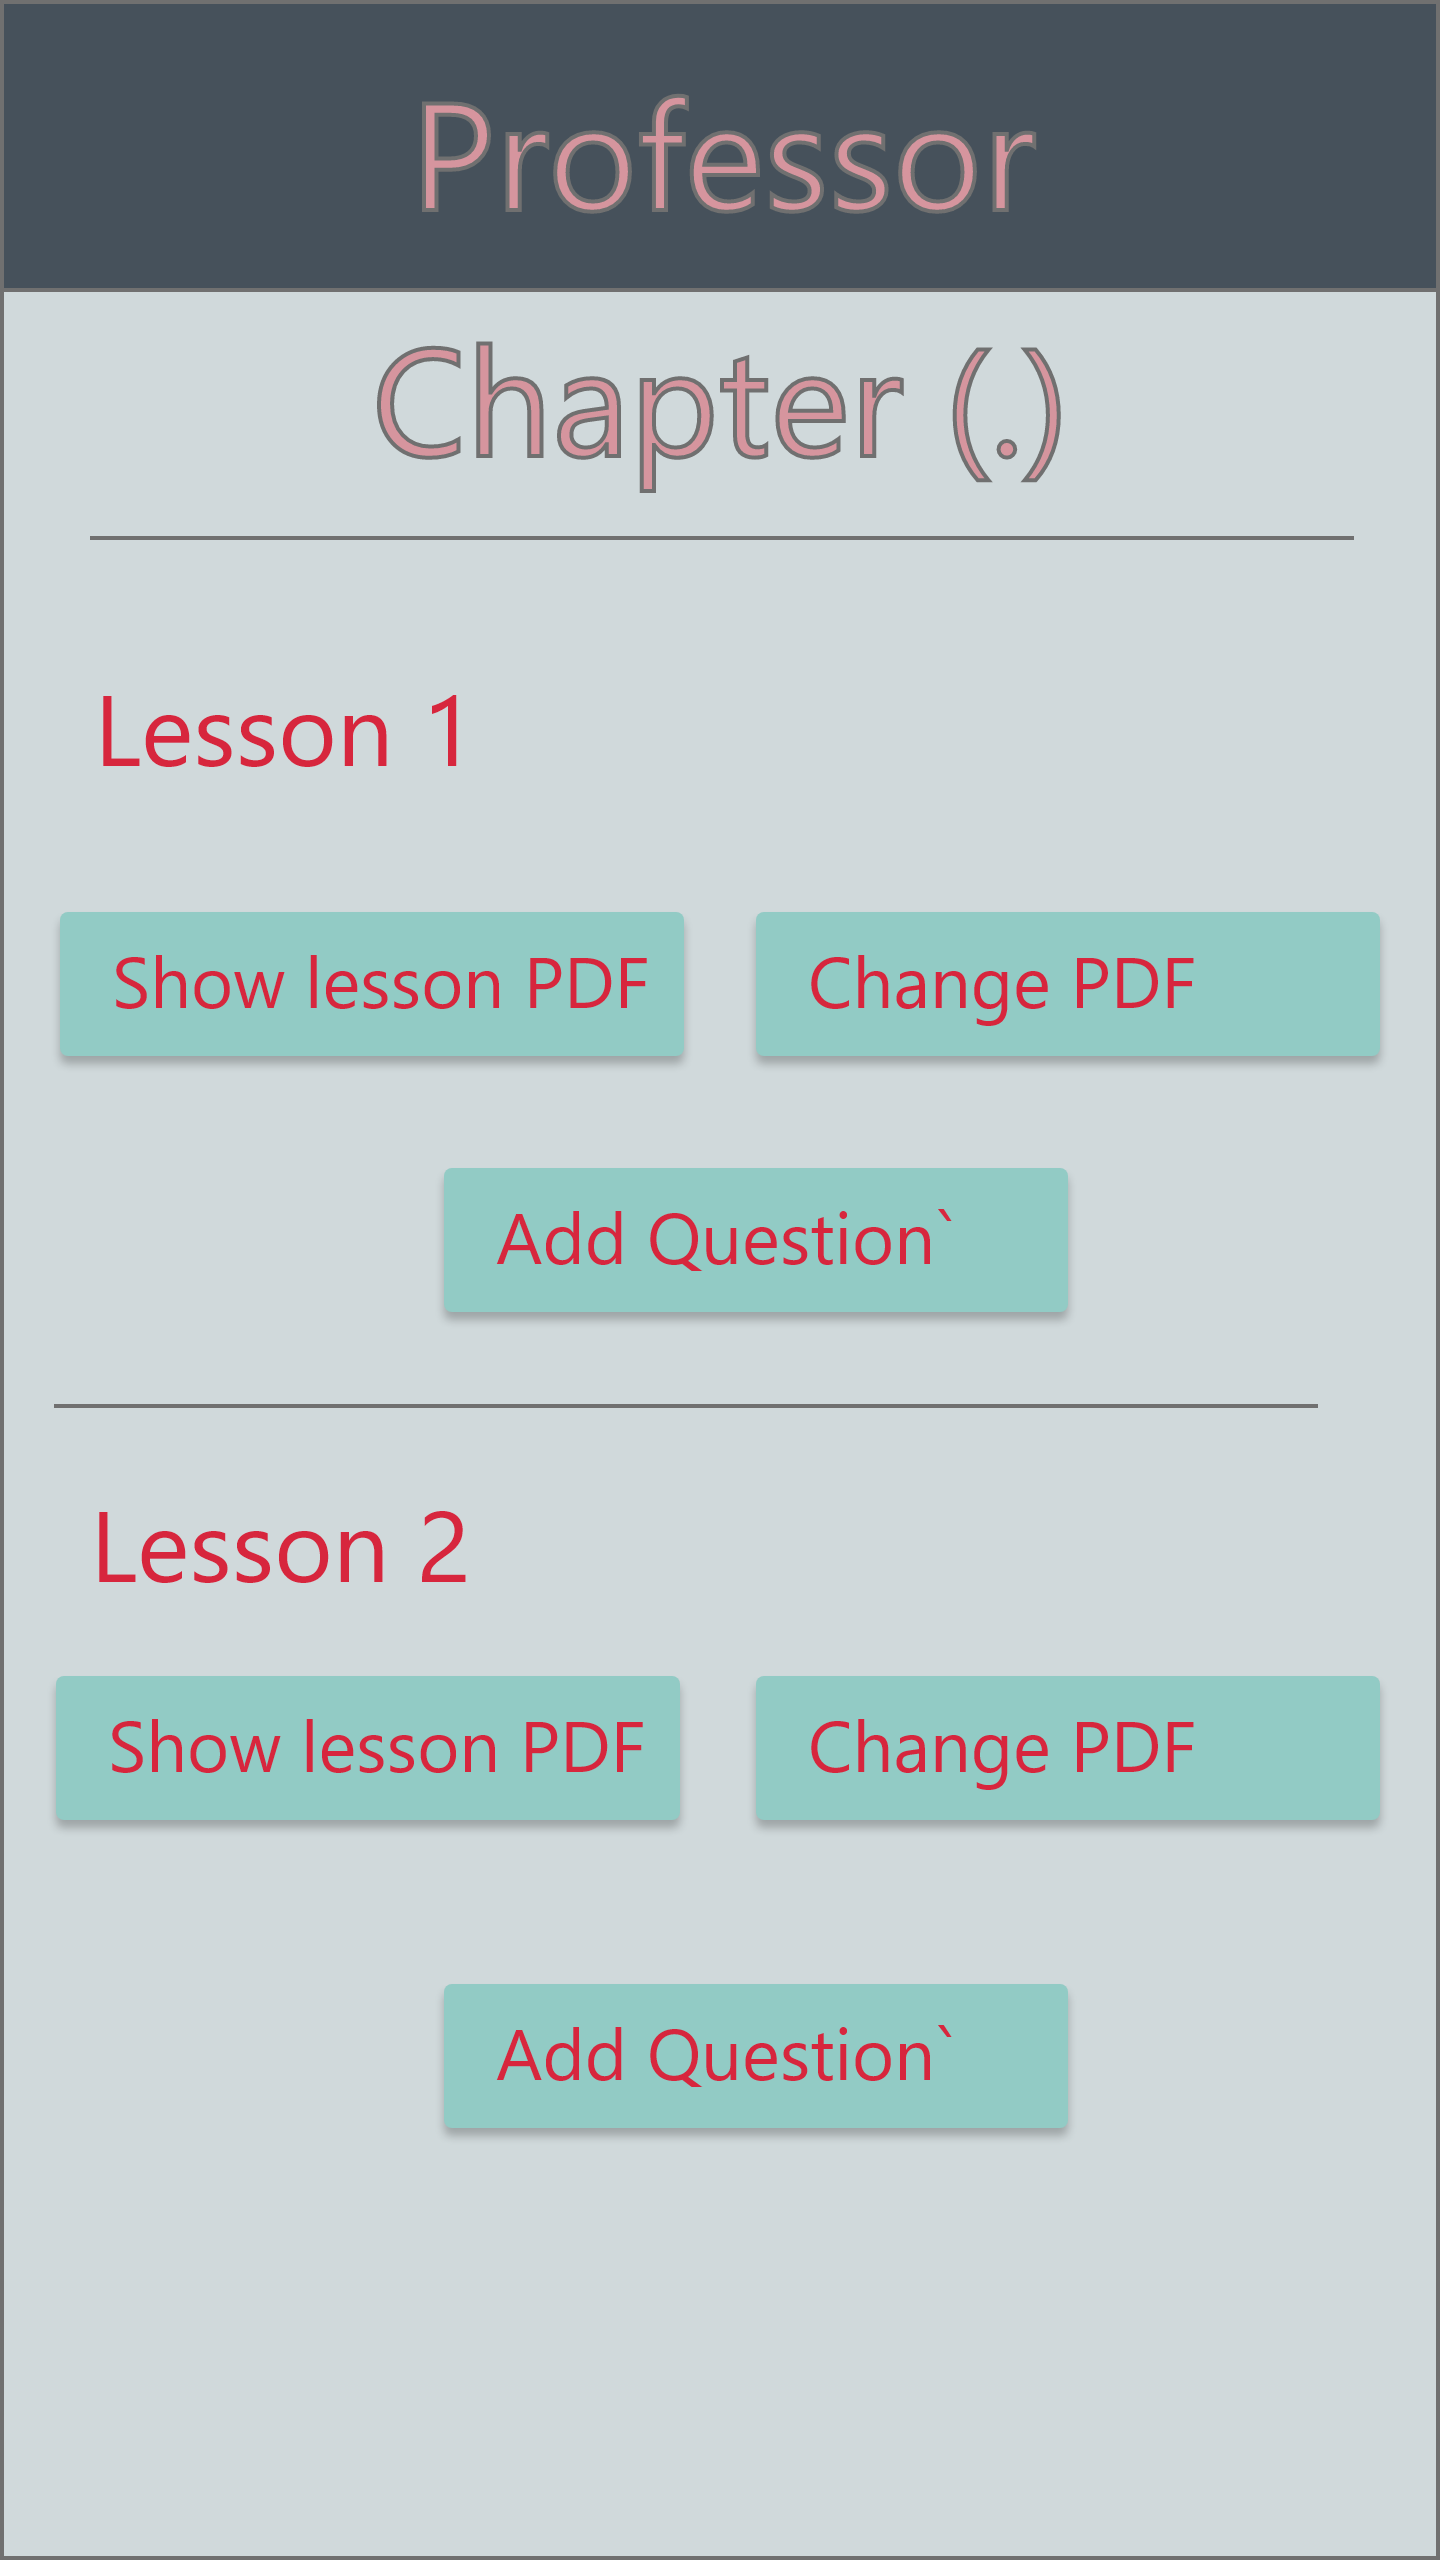 Professor
Chapter (.)
Lesson 1
Show lesson PDF
Change PDF
Add Question`
Lesson 2
Show lesson PDF
Change PDF
Add Question`